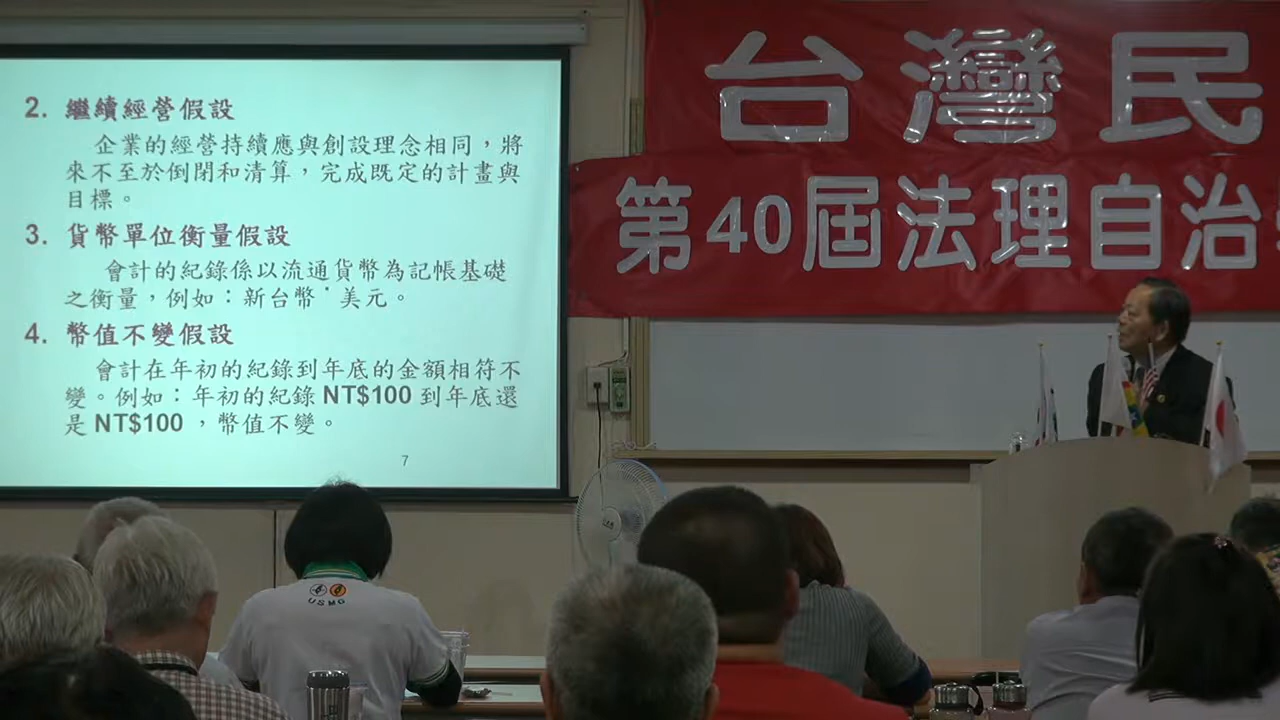 2. 繼續經營假設
企業的經營持續應與創設理念相同，將
來不至於倒閉和清算，完成既定的計畫與
目標。
3. 貨幣單位衡量假設
會計的紀錄係以流通貨幣為記帳基礎
之衡量，例如：新台幣˙美元。
4. 幣值不變假設
會計在年初的紀錄到年底的金額相符不
變。例如：年初的紀錄 NT$100 到年底還
是 NT$100 ，幣值不變。
7
台灣民
第40屆法理自治
USMG